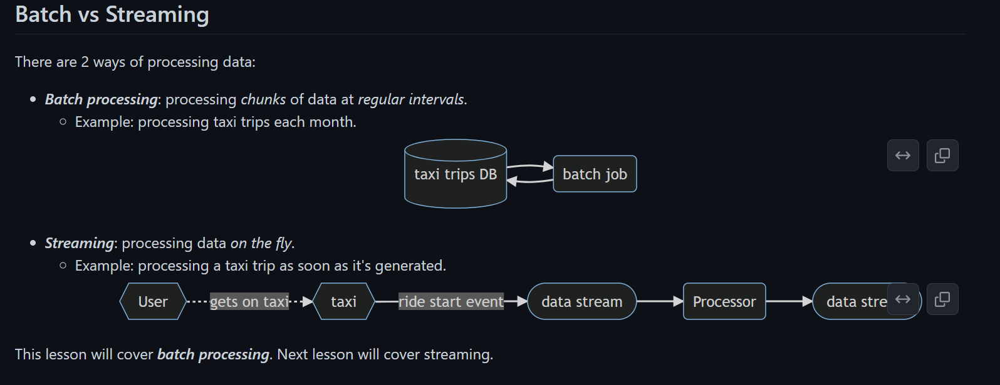 Batch vs Streaming
There are 2 ways of processing data:
Batch processing: processing chunks of data at regular intervals.
Example: processing taxi trips each month.
taxi trips DB
batch job
Streaming: processing data on the fly.
Example: processing a taxi trip as soon as it's generated.
User gets on taxi taxi ride start event data stream Processor data stre
This lesson will cover batch processing. Next lesson will cover streaming.